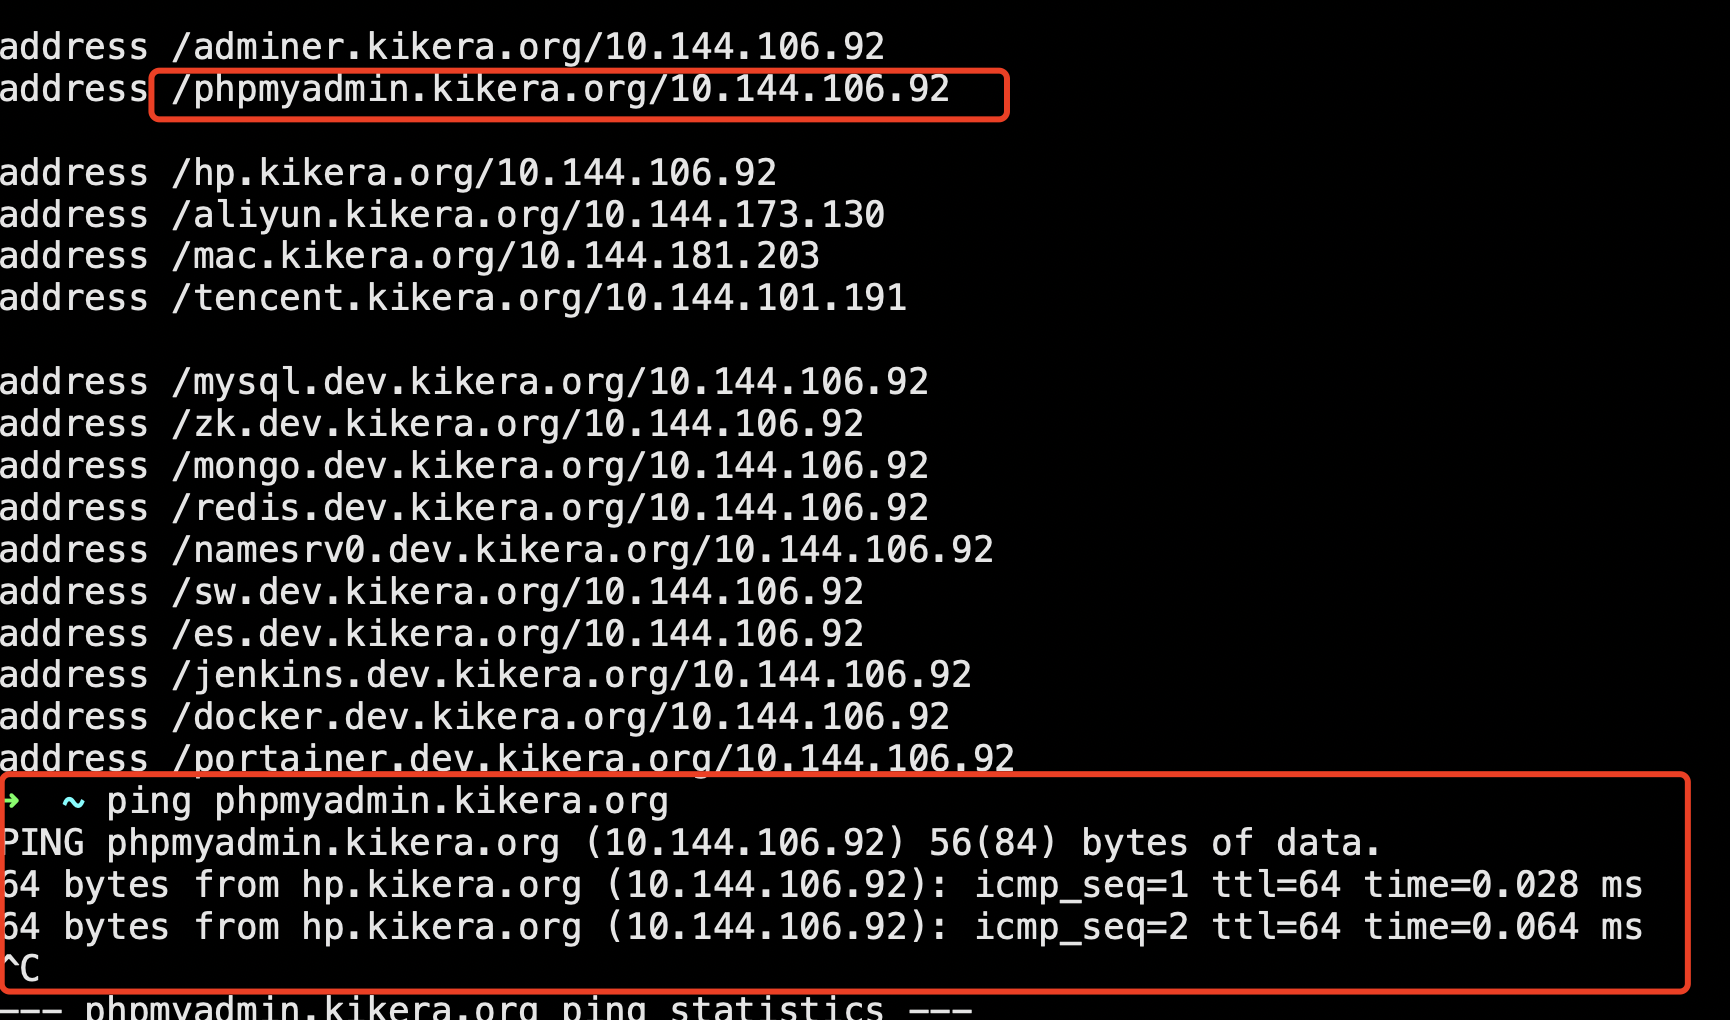 address /adminer.kikera.org/10.144.106.92
address /phpmyadmin.kikera.org/10.144.106.92
address /hp.kikera.org/10.144.106.92
address /aliyun.kikera.org/10.144.173.130
address /mac.kikera.org/10.144.181.203
address /tencent.kikera.org/10.144.101.191
address /mysql.dev.kikera.org/10.144.106.92
address /zk.dev.kikera.org/10.144.106.92
address /mongo.dev.kikera.org/10.144.106.92
address /redis.dev.kikera.org/10.144.106.92
address /namesrv0.dev.kikera.org/10.144.106.92
address /sw.dev.kikera.org/10.144.106.92
address /es.dev.kikera.org/10.144.106.92
address /jenkins.dev.kikera.org/10.144.106.92
address /docker.dev.kikera.org/10.144.106.92
address /portainer.dev.kikera.org/10.144.106.92
→ ~ ping phpmyadmin.kikera.org
PING phpmyadmin.kikera.org (10.144.106.92) 56(84) bytes of data.
64 bytes from hp.kikera.org (10.144.106.92): icmp_seq=1 ttl=64 time=0.028 ms
64 bytes from hp.kikera.org (10.144.106.92): icmp_seq=2 ttl=64 time=0.064 ms
^C
--- phpmyadmin.kikera.org ping statistics ---